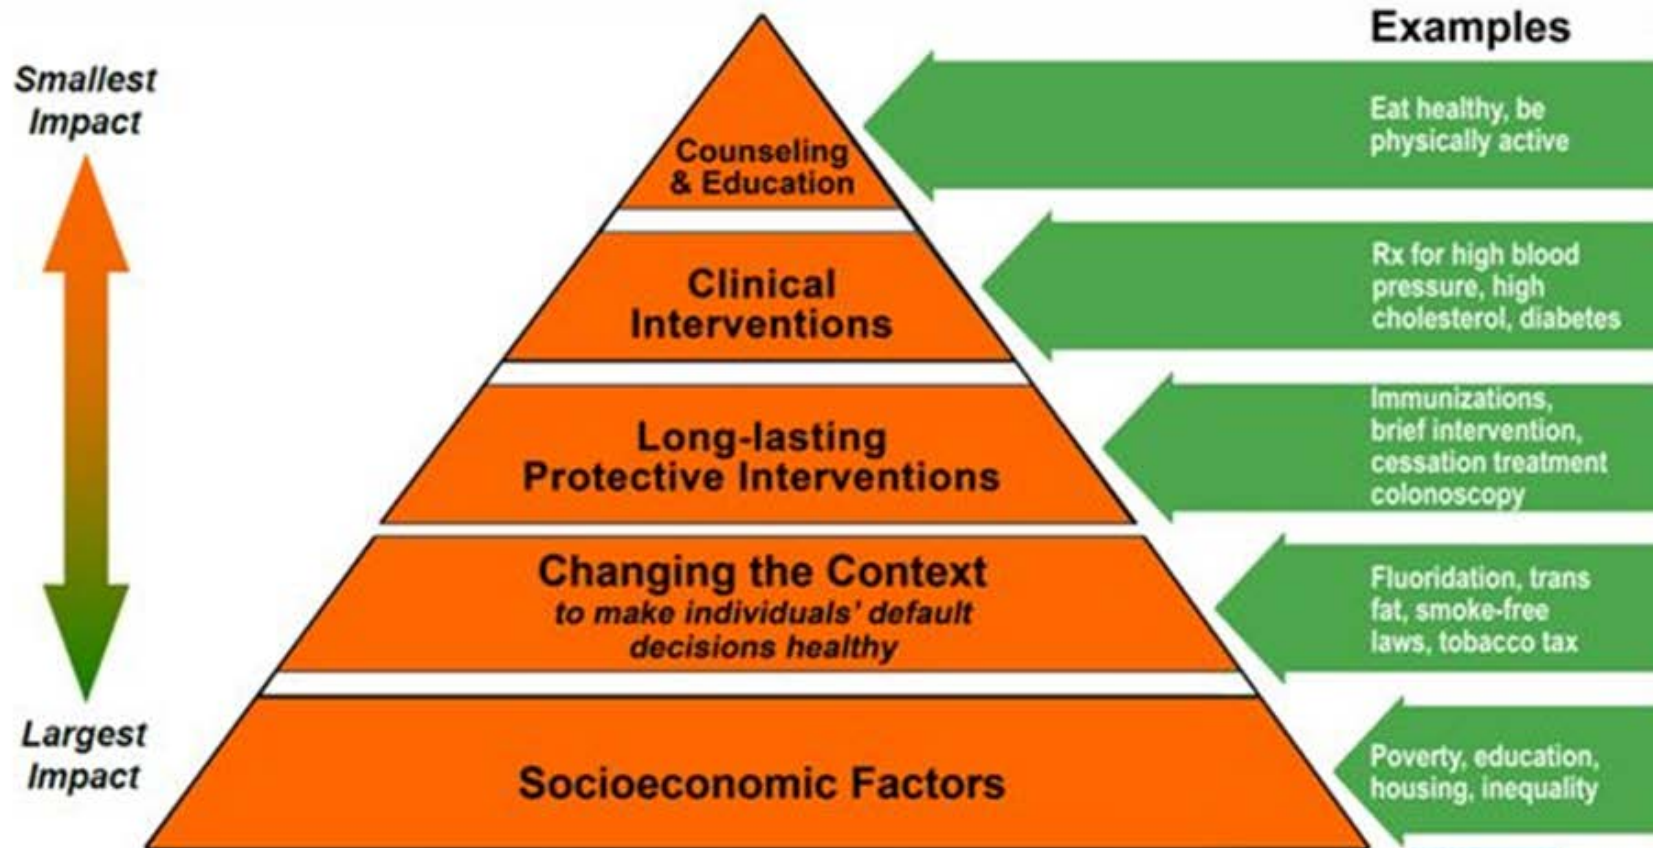 Examples
Smallest
Impact
Counseling
& Education
Eat healthy, be
physically active
Clinical
Interventions
Rx for high blood
pressure, high
cholesterol, diabetes
Long-lasting
Protective Interventions
Immunizations,
brief intervention,
cessation treatment
colonoscopy
Changing the Context
to make individuals' default
decisions healthy
Fluoridation, trans
fat, smoke-free
laws, tobacco tax
Largest
Impact
Socioeconomic Factors
Poverty, education,
housing, inequality